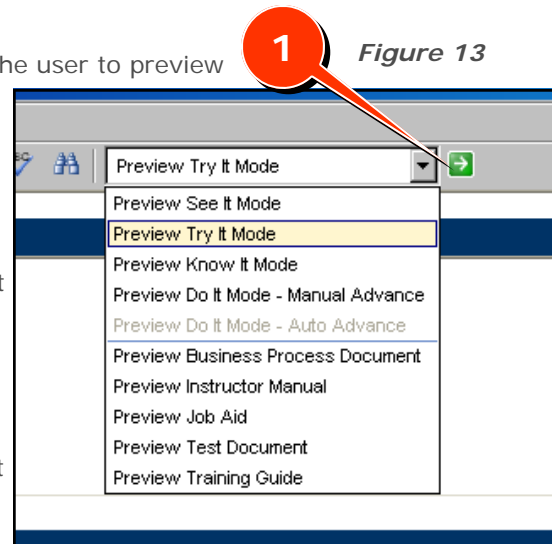 1
Figure 13
he user to preview
Preview Try It Mode
Preview See It Mode
Preview Try It Mode
Preview Know It Mode
Preview Do It Mode - Manual Advance
Preview Do It Mode - Auto Advance
Preview Business Process Document
Preview Instructor Manual
Preview Job Aid
Preview Test Document
Preview Training Guide
t
t